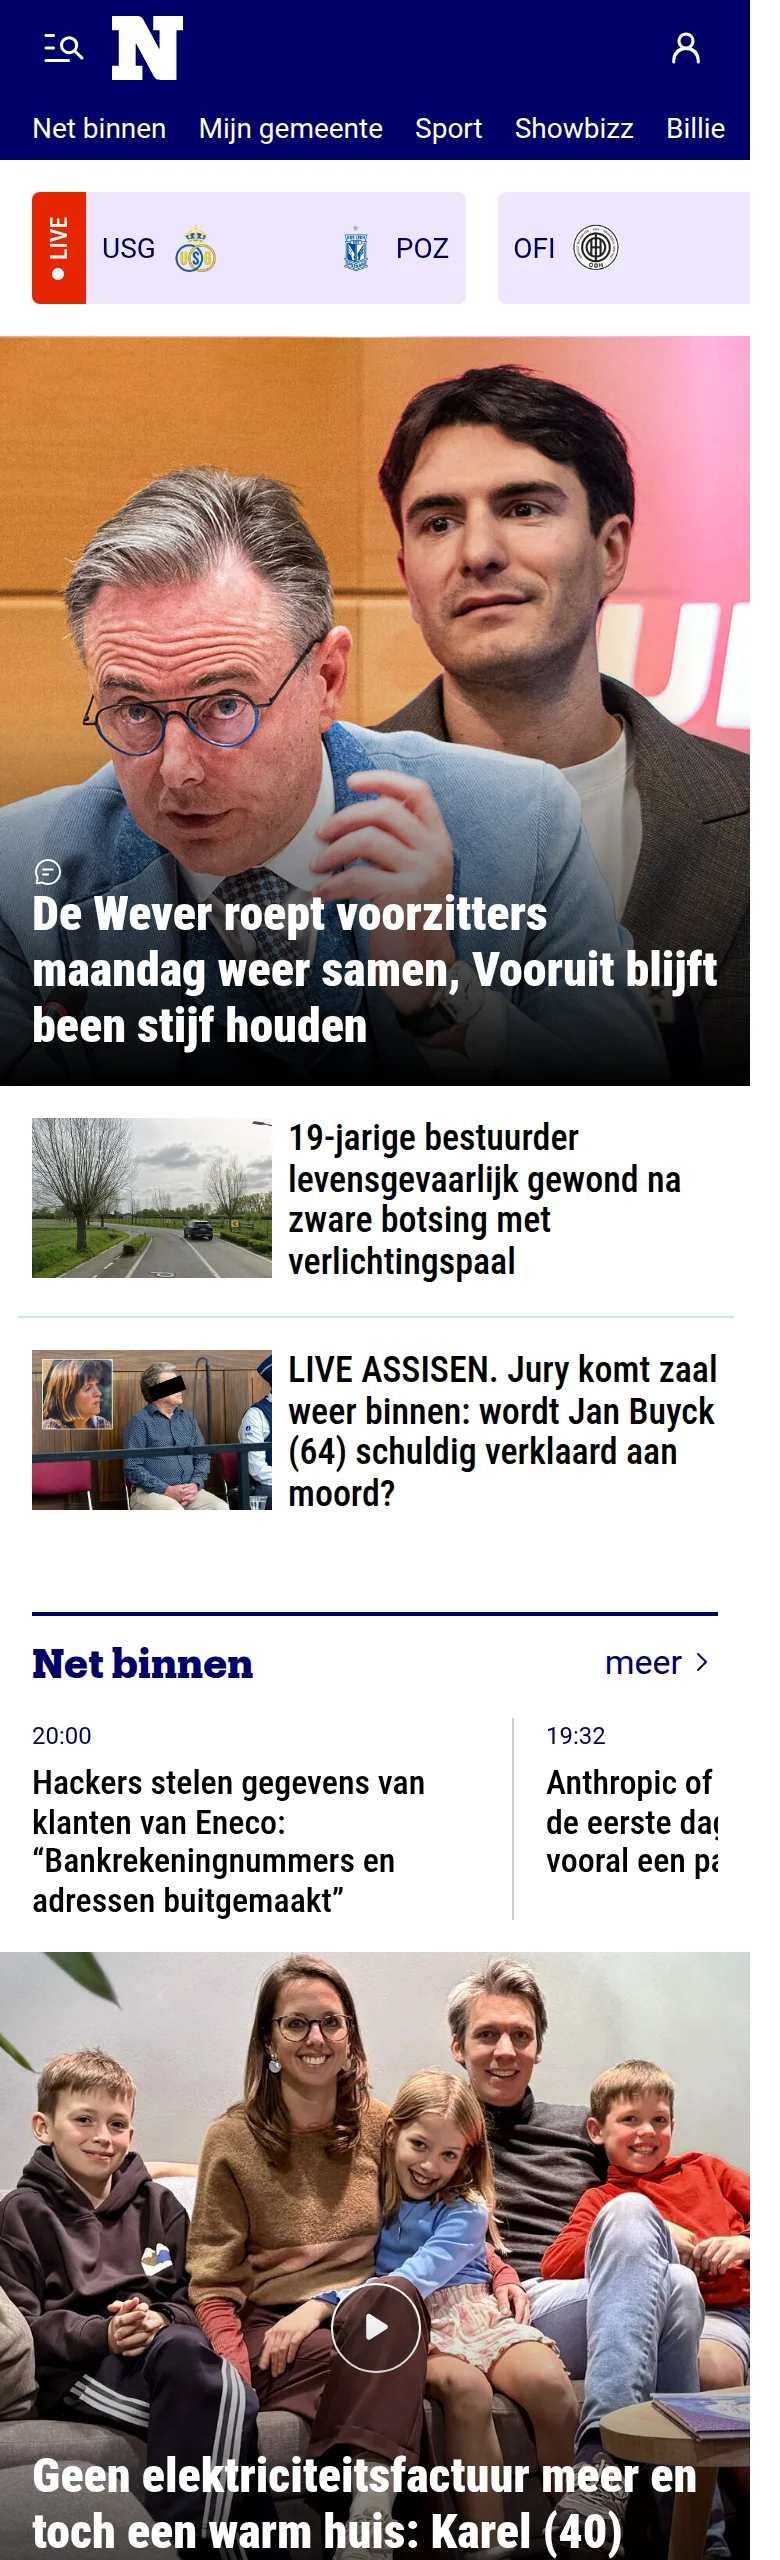 N
Net binnen Mijn gemeente Sport Showbizz Billie
LIVE
USG
POZ
OFI
De Wever roept voorzitters
maandag weer samen, Vooruit blijft
been stijf houden
19-jarige bestuurder
levensgevaarlijk gewond na
zware botsing met
verlichtingspaal
LIVE ASSISEN. Jury komt zaal
weer binnen: wordt Jan Buyck
(64) schuldig verklaard aan
moord?
Net binnen
meer
20:00
Hackers stelen gegevens van
klanten van Eneco:
“Bankrekeningnummers en
adressen buitgemaakt”
19:32
Anthropic of
de eerste
vooral een
Geen elektriciteitsfactuur meer en
toch een warm huis: Karel (40)